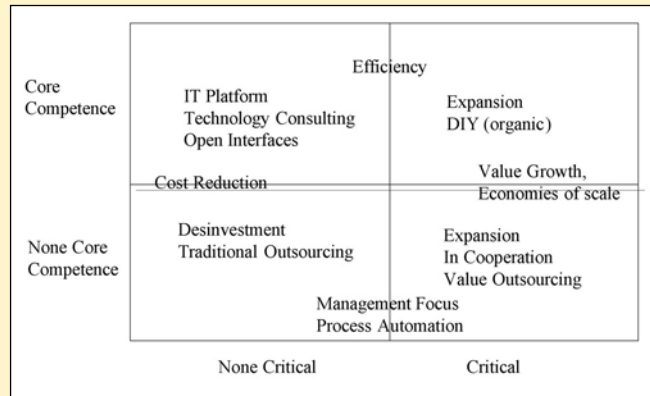 Efficiency
Core
Competence
IT Platform
Technology Consulting
Open Interfaces
Expansion
DIY (organic)
Cost Reduction
Value Growth,
Economies of scale
None Core
Competence
Desinvestment
Traditional Outsourcing
Expansion
In Cooperation
Value Outsourcing
Management Focus
Process Automation
None Critical
Critical